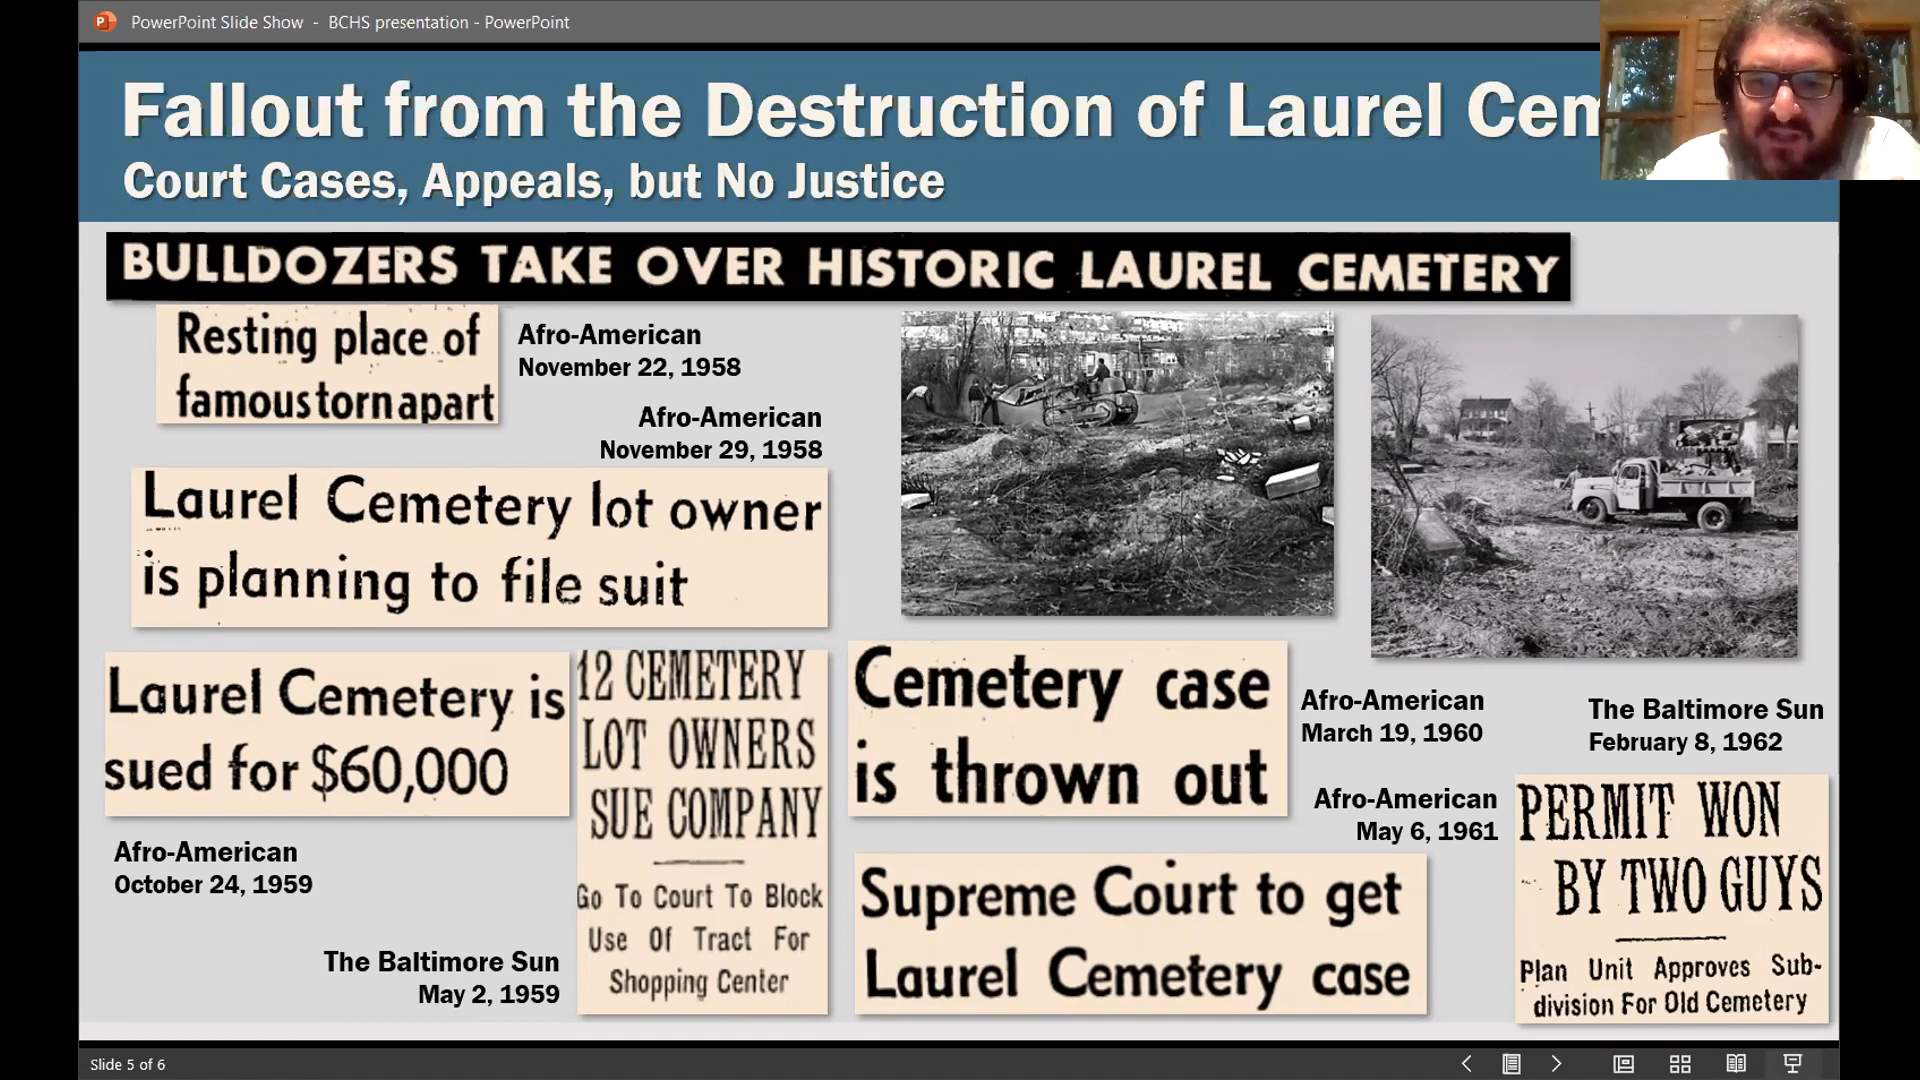 PowerPoint Slide Show - BCHS presentation - PowerPoint
Fallout from the Destruction of Laurel Cem
Court Cases, Appeals, but No Justice
BULLDOZERS TAKE OVER HISTORIC LAUREL CEMETERY
Resting place of
famous torn apart
Afro-American
November 22, 1958
Afro-American
November 29, 1958
Laurel Cemetery lot owner
is planning to file suit
Laurel Cemetery is
sued for $60,000
Afro-American
October 24, 1959
12 CEMETERY
LOT OWNERS
SUE COMPANY
Go To Court To Block
Use Of Tract For
Shopping Center
The Baltimore Sun
May 2, 1959
Cemetery case
is thrown out
Afro-American
March 19, 1960
Afro-American
May 6, 1961
Supreme Court to get
Laurel Cemetery case
The Baltimore Sun
February 8, 1962
PERMIT WON
BY TWO GUYS
Plan Unit Approves Sub-
division For Old Cemetery
Slide 5 of 6